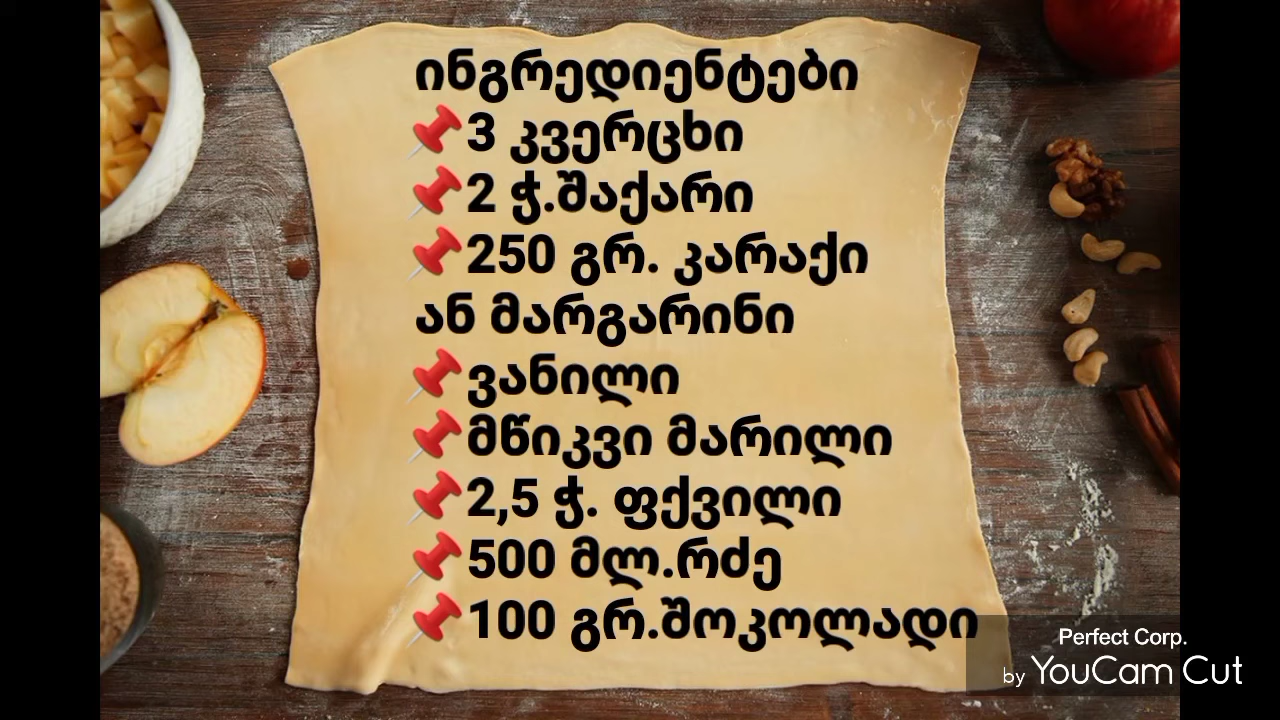 ინგრედიენტები
📌3 კვერცხი
📌2 ჭ.შაქარი
📌250 გრ. კარაქი
ან მარგარინი
📌ვანილი
📌მწიკვი მარილი
📌2,5 ჭ. ფქვილი
📌500 მლ.რძე
📌100 გრ.შოკოლადი
Perfect Corp.
by YouCam Cut